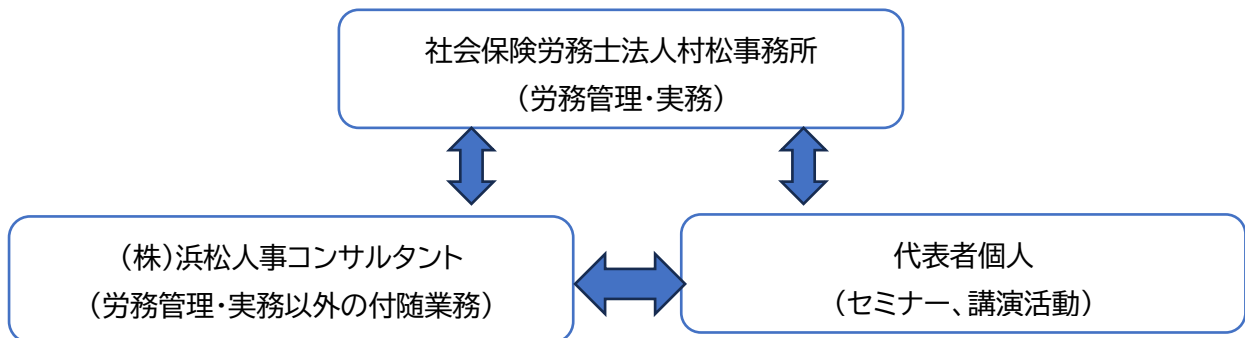 社会保険労務士法人村松事務所
（労務管理・実務）
（株）浜松人事コンサルタント
（労務管理・実務以外の付随業務）
代表者個人
（セミナー、講演活動）